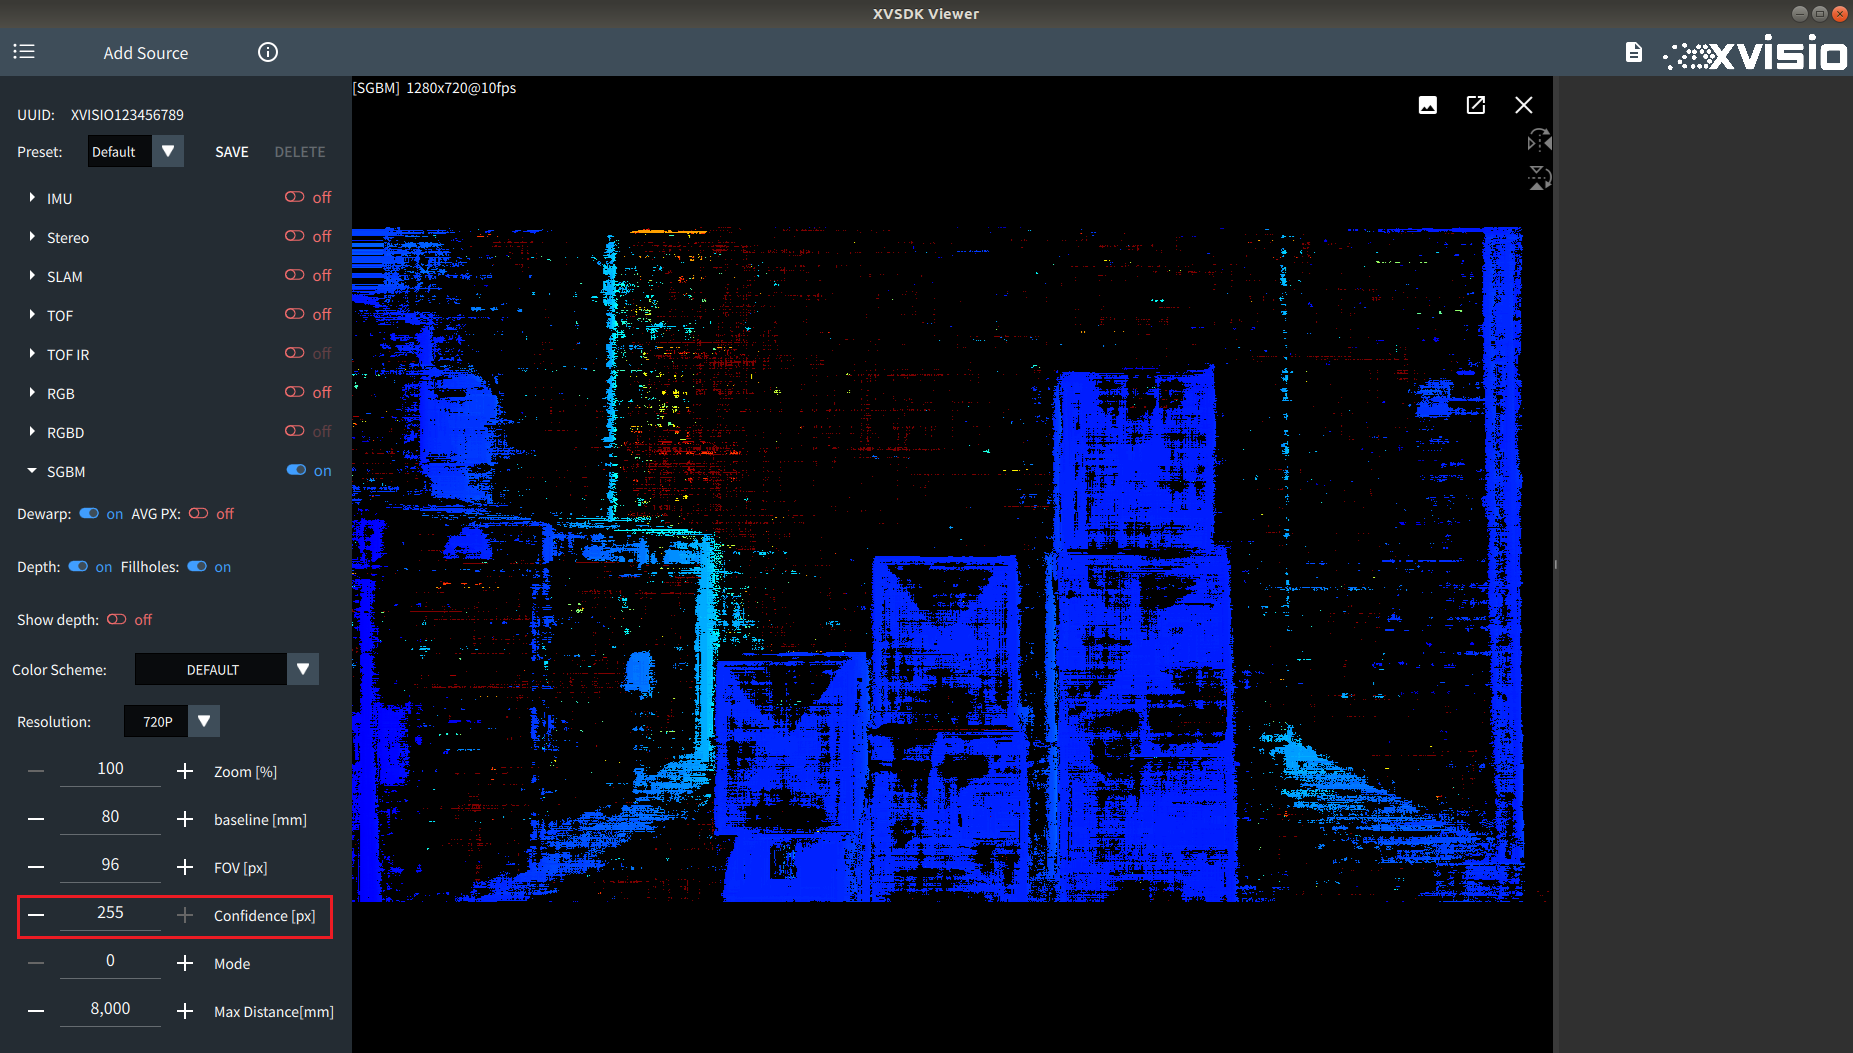 XVSDK Viewer
Add Source
xvisio
UUID: XVISIO123456789
Preset: Default SAVE DELETE
IMU off
Stereo off
SLAM off
TOF off
TOF IR off
RGB off
RGBD off
SGBM on
Dewarp: on AVG PX: off
Depth: on Fillholes: on
Show depth: off
Color Scheme: DEFAULT
Resolution: 720P
100 Zoom [%]
80 baseline [mm]
96 FOV [px]
255 Confidence [px]
0 Mode
8,000 Max Distance[mm]
[SGBM] 1280x720@10fps